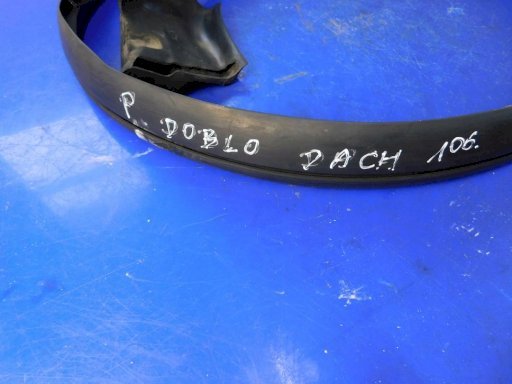 P. DOBLO DACH 106.